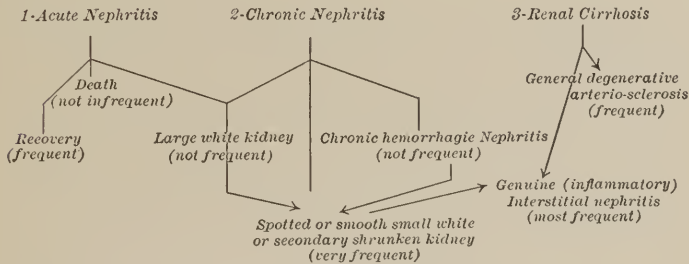 1-Acute Nephritis
2-Chronic Nephritis
3-Renal Cirrhosis
Death
(not infrequent)
General degenerative
arterio-sclerosis
(frequent)
Recovery
(frequent)
Large white kidney
(not frequent)
Chronic hemorrhagic Nephritis
(not frequent)
Genuine (inflammatory)
Interstitial nephritis
(most frequent)
Spotted or smooth small white
or secondary shrunken kidney
(very frequent)